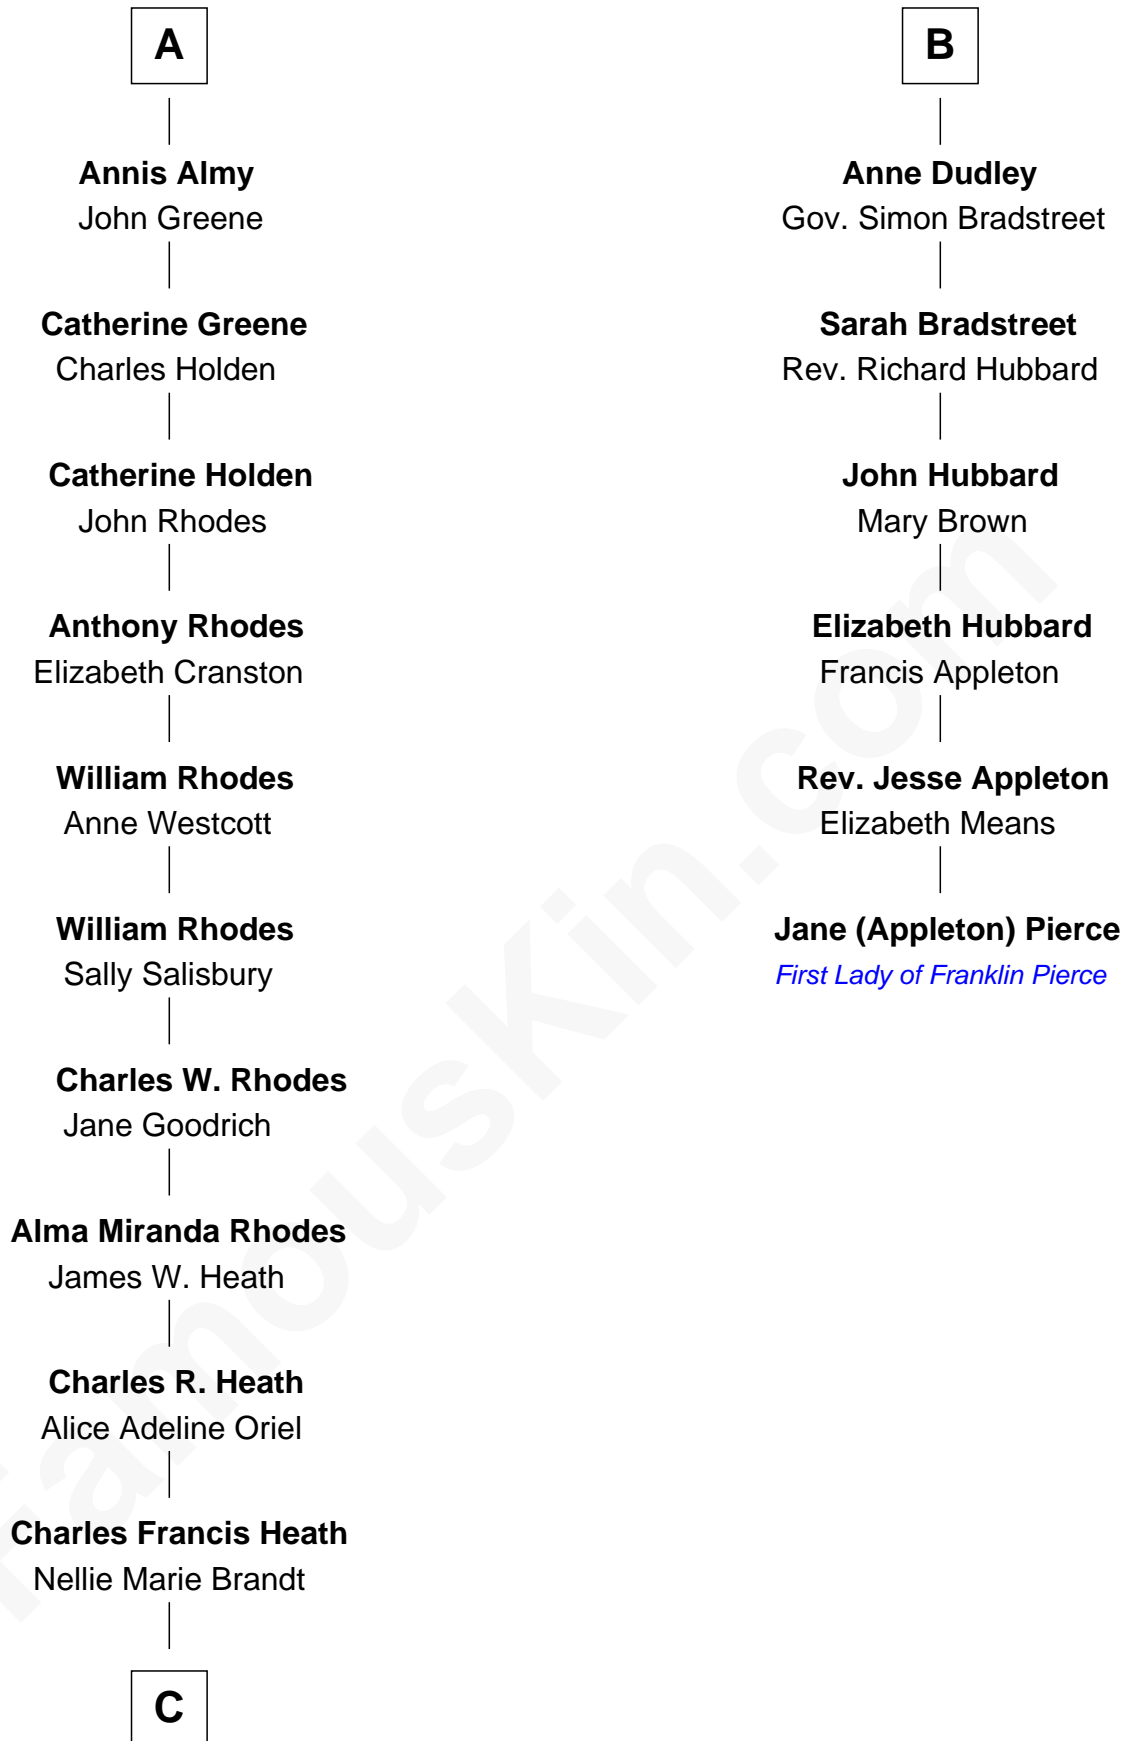 A
Annis Almy
John Greene
Catherine Greene
Charles Holden
Catherine Holden
John Rhodes
Anthony Rhodes
Elizabeth Cranston
William Rhodes
Anne Westcott
William Rhodes
Sally Salisbury
Charles W. Rhodes
Jane Goodrich
Alma Miranda Rhodes
James W. Heath
Charles R. Heath
Alice Adeline Oriel
Charles Francis Heath
Nellie Marie Brandt
C
B
Anne Dudley
Gov. Simon Bradstreet
Sarah Bradstreet
Rev. Richard Hubbard
John Hubbard
Mary Brown
Elizabeth Hubbard
Francis Appleton
Rev. Jesse Appleton
Elizabeth Means
Jane (Appleton) Pierce
First Lady of Franklin Pierce
FamousKin.com